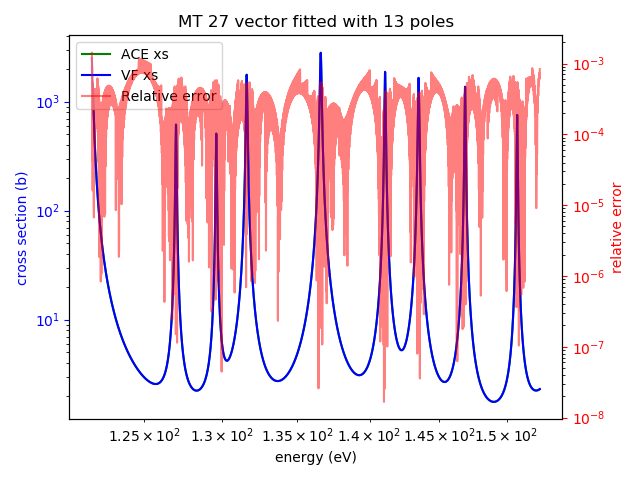 MT 27 vector fitted with 13 poles
ACE xs
VF xs
Relative error
10³
10²
10¹
cross section (b)
10⁻³
10⁻⁴
10⁻⁵
10⁻⁶
10⁻⁷
10⁻⁸
relative error
1.25 × 10² 1.3 × 10² 1.35 × 10² 1.4 × 10² 1.45 × 10² 1.5 × 10²
energy (eV)